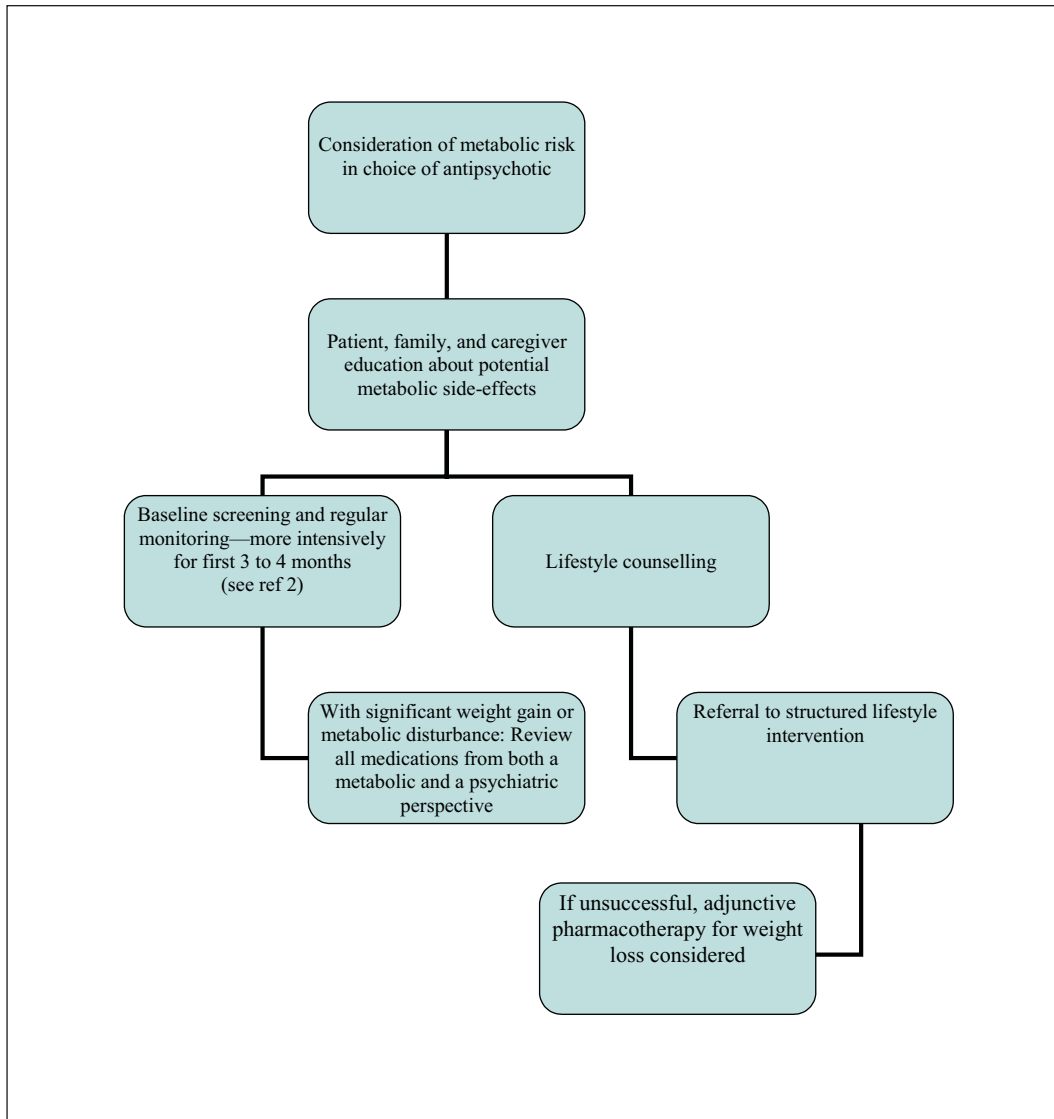 Consideration of metabolic risk
in choice of antipsychotic
Patient, family, and caregiver
education about potential
metabolic side-effects
Baseline screening and regular
monitoring—more intensively
for first 3 to 4 months
(see ref 2)
Lifestyle counselling
With significant weight gain or
metabolic disturbance: Review
all medications from both a
metabolic and a psychiatric
perspective
Referral to structured lifestyle
intervention
If unsuccessful, adjunctive
pharmacotherapy for weight
loss considered